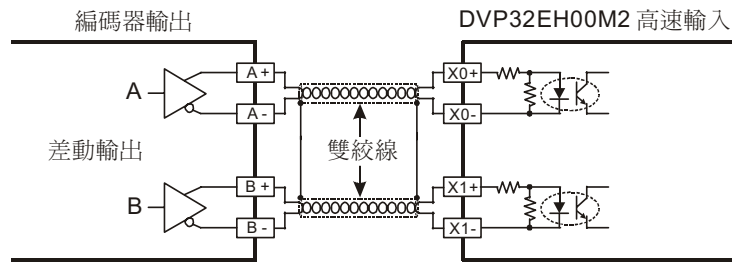 編碼器輸出
DVP32EH00M2 高速輸入
A
A+
A-
X0+
X0-
差動輸出
雙絞線
B
B+
B-
X1+
X1-